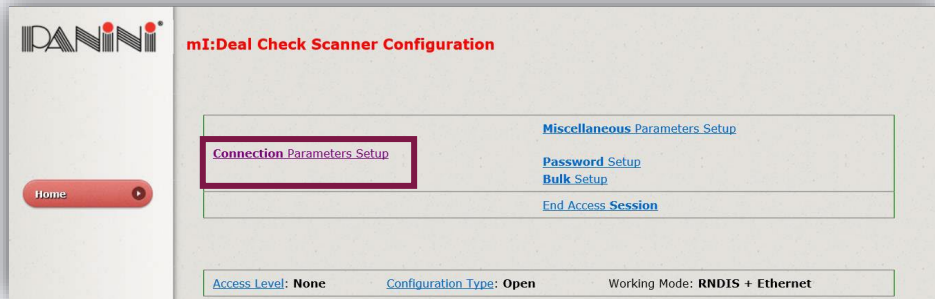 PANiNi®
mI:Deal Check Scanner Configuration
Miscellaneous Parameters Setup
Connection Parameters Setup
Password Setup
Bulk Setup
Home
End Access Session
Access Level: None Configuration Type: Open Working Mode: RNDIS + Ethernet